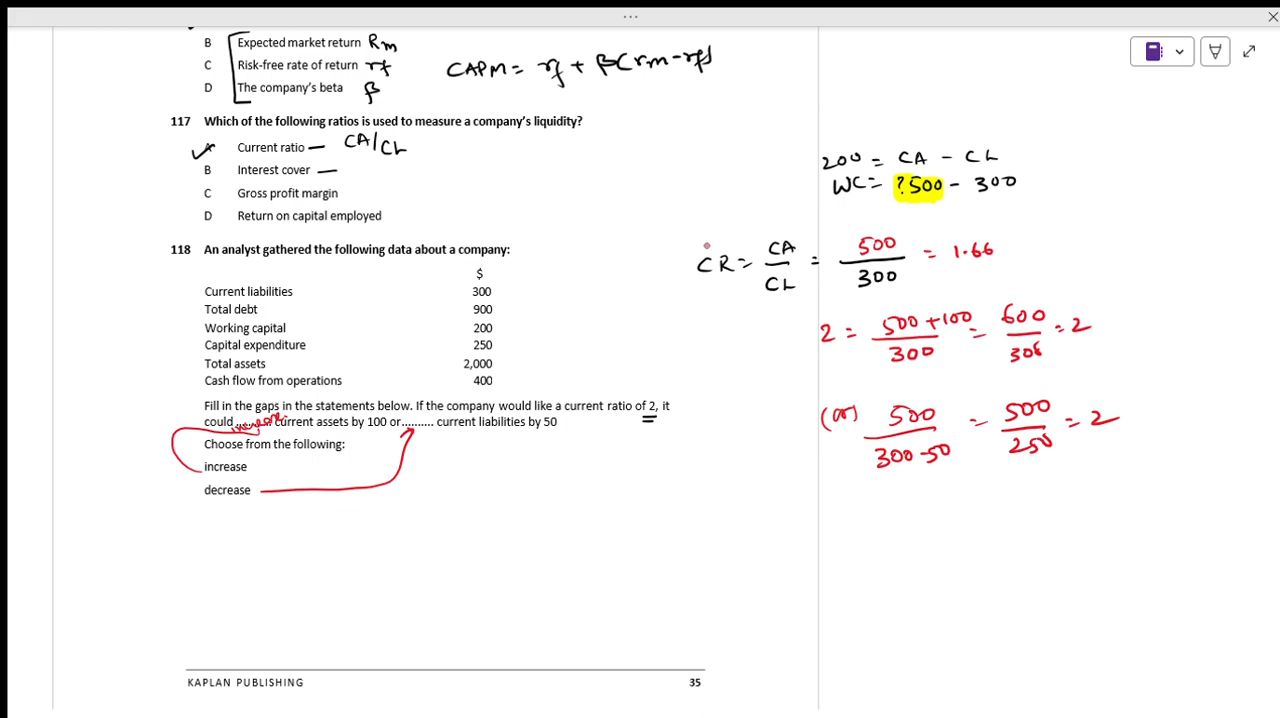 B Expected market return Rm
C Risk-free rate of return rf
D The company's beta β
CAPM = rf + β(rm-rf)
117 Which of the following ratios is used to measure a company's liquidity?
A Current ratio — CA/CL
B Interest cover —
C Gross profit margin
D Return on capital employed
200 = CA - CL
WC = ?500 - 300
118 An analyst gathered the following data about a company:
$
Current liabilities 300
Total debt 900
Working capital 200
Capital expenditure 250
Total assets 2,000
Cash flow from operations 400
Fill in the gaps in the statements below. If the company would like a current ratio of 2, it
could ......... current assets by 100 or.......... current liabilities by 50
increase
Choose from the following:
increase
decrease
CR = CA/CL = 500/300 = 1.66
2 = 500+100/300 = 600/300 = 2
(or) 500/300-50 = 500/250 = 2
KAPLAN PUBLISHING 35